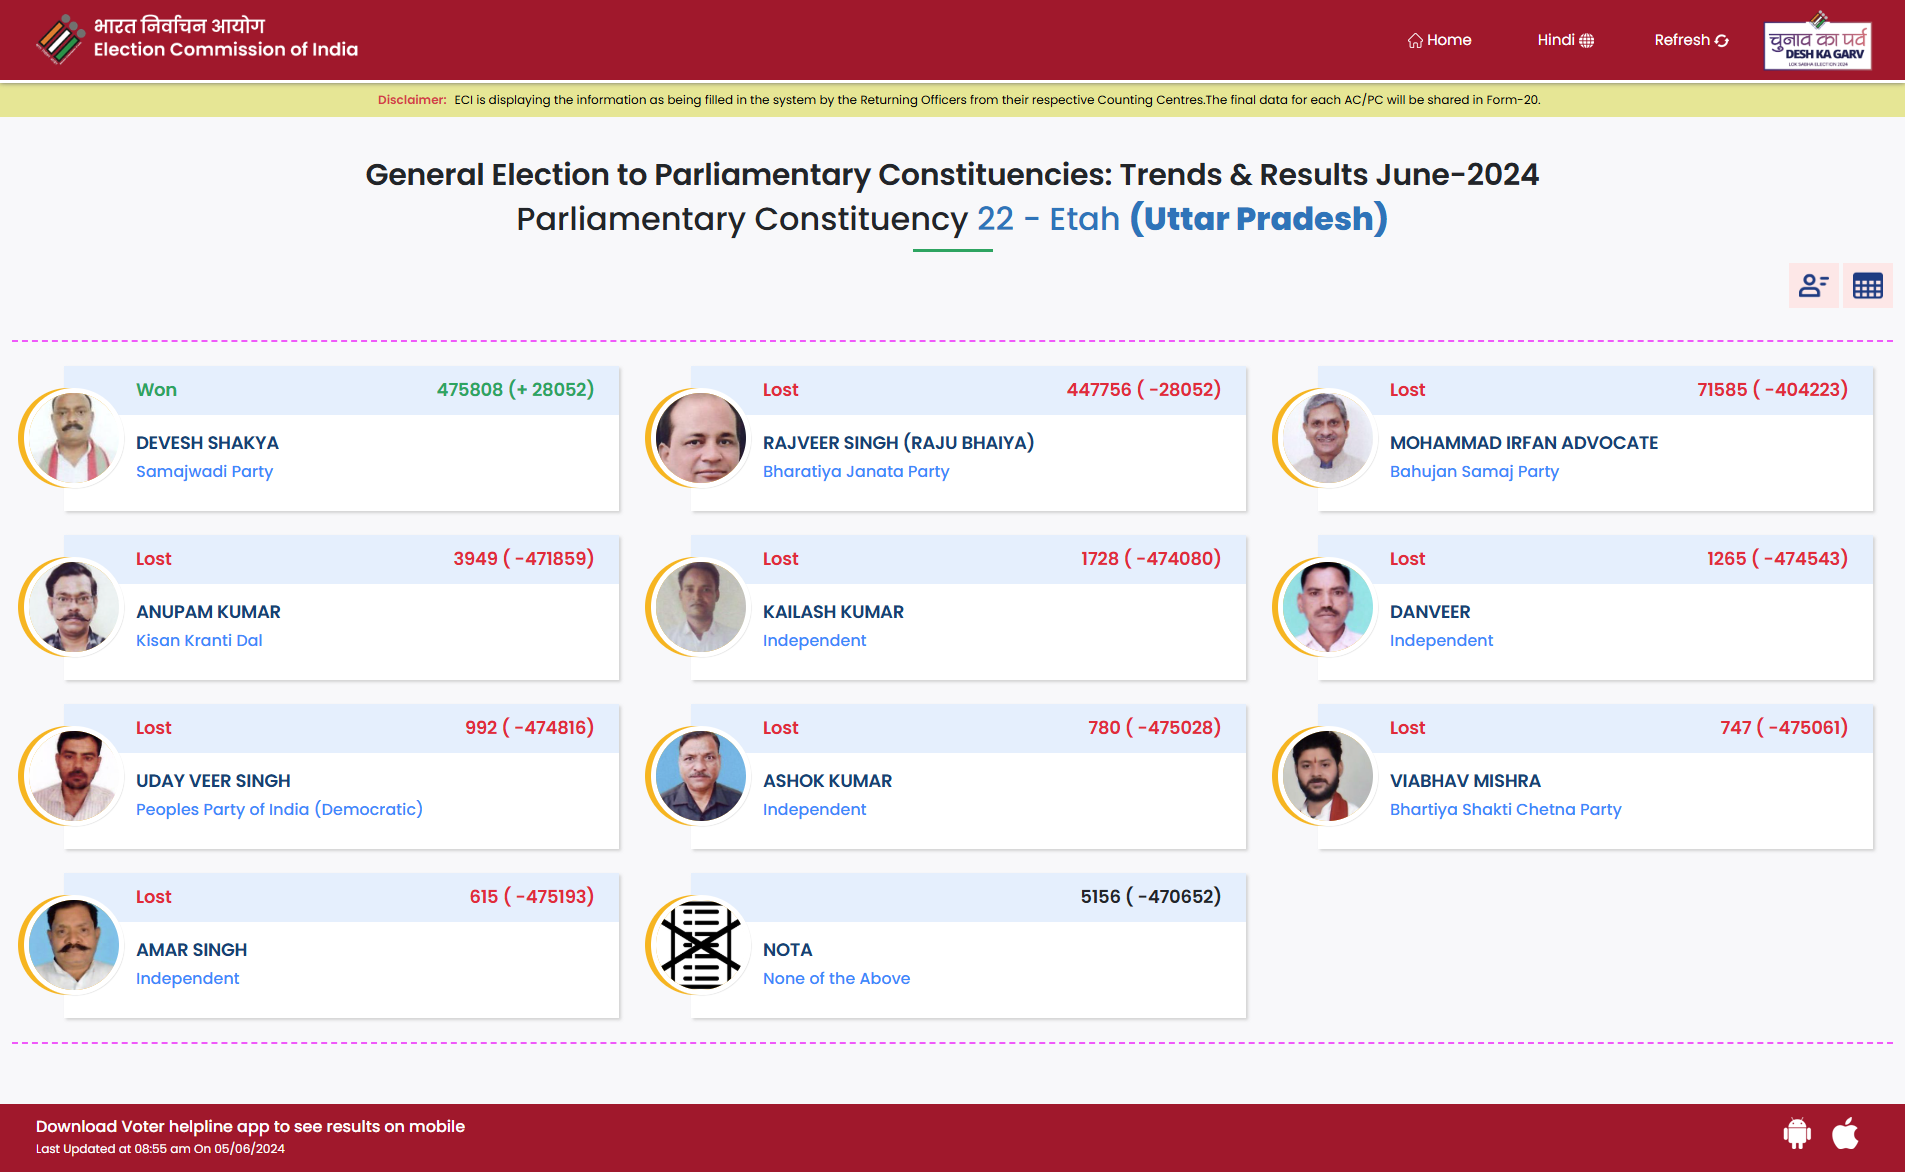 भारत निर्वाचन आयोग
Election Commission of India
Home
Hindi
Refresh
चुनाव का पर्व
DESH KA GARV
LOK SABHA ELECTION 2024
Disclaimer: ECI is displaying the information as being filled in the system by the Returning Officers from their respective Counting Centres.The final data for each AC/PC will be shared in Form-20.
General Election to Parliamentary Constituencies: Trends & Results June-2024
Parliamentary Constituency 22 - Etah (Uttar Pradesh)
Won 475808 (+ 28052)
DEVESH SHAKYA
Samajwadi Party
Lost 447756 ( -28052)
RAJVEER SINGH (RAJU BHAIYA)
Bharatiya Janata Party
Lost 71585 ( -404223)
MOHAMMAD IRFAN ADVOCATE
Bahujan Samaj Party
Lost 3949 ( -471859)
ANUPAM KUMAR
Kisan Kranti Dal
Lost 1728 ( -474080)
KAILASH KUMAR
Independent
Lost 1265 ( -474543)
DANVEER
Independent
Lost 992 ( -474816)
UDAY VEER SINGH
Peoples Party of India (Democratic)
Lost 780 ( -475028)
ASHOK KUMAR
Independent
Lost 747 ( -475061)
VIABHAV MISHRA
Bhartiya Shakti Chetna Party
Lost 615 ( -475193)
AMAR SINGH
Independent
5156 ( -470652)
NOTA
None of the Above
Download Voter helpline app to see results on mobile
Last Updated at 08:55 am On 05/06/2024